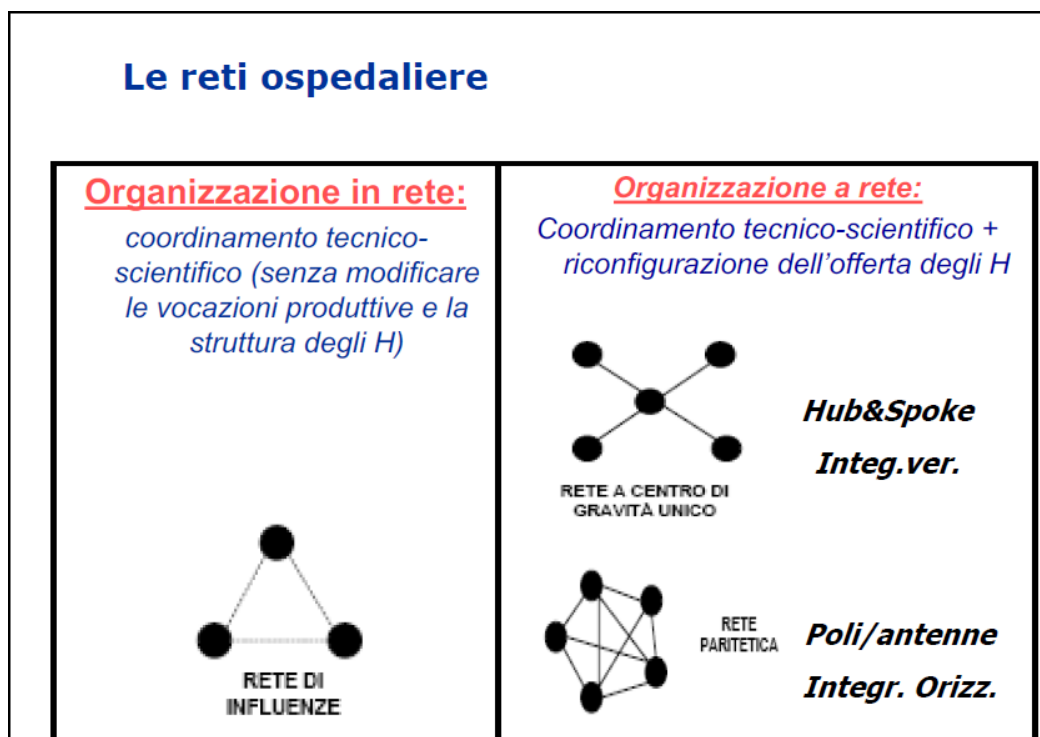 Le reti ospedaliere
Organizzazione in rete:
coordinamento tecnico-
scientifico (senza modificare
le vocazioni produttive e la
struttura degli H)
RETE DI
INFLUENZE
Organizzazione a rete:
Coordinamento tecnico-scientifico +
riconfigurazione dell'offerta degli H
Hub&Spoke
Integ.ver.
RETE A CENTRO DI
GRAVITÀ UNICO
RETE
PARITETICA
Poli/antenne
Integr. Orizz.